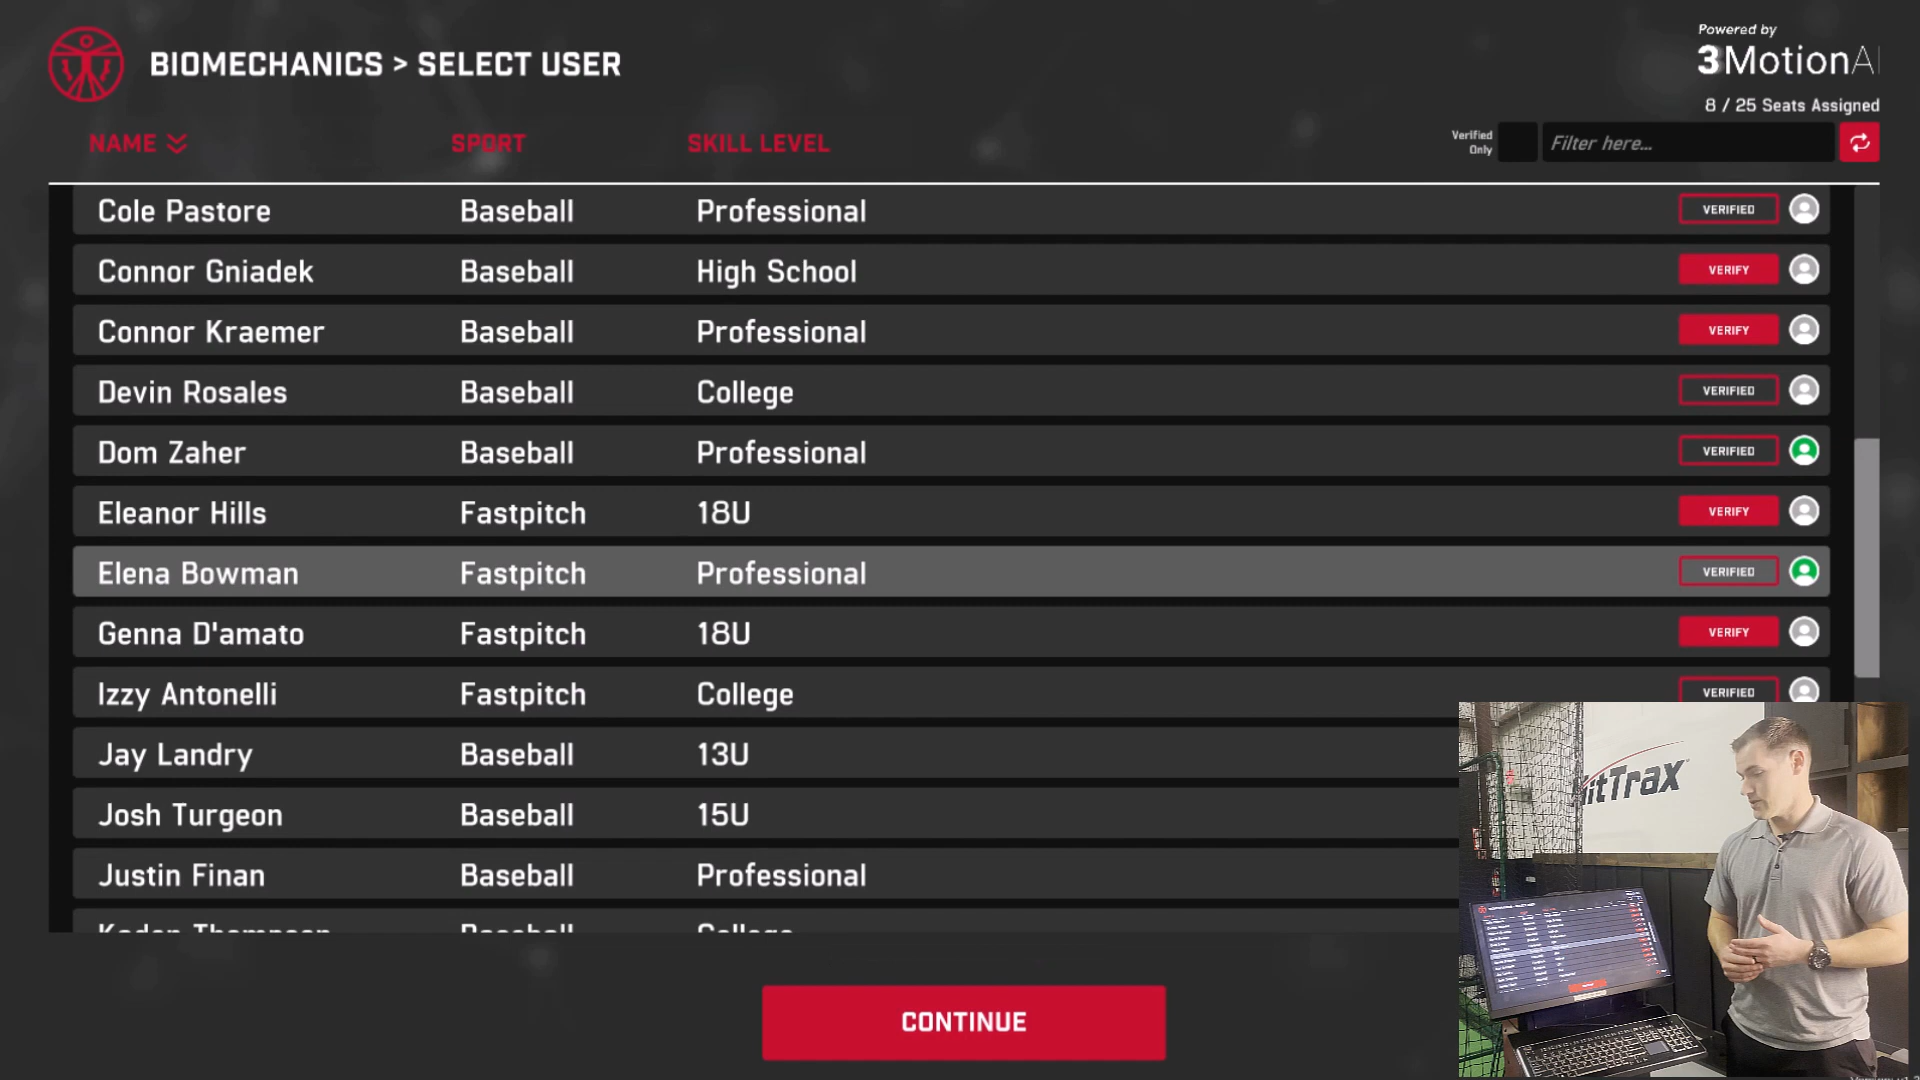 BIOMECHANICS > SELECT USER
Powered by
3MotionAI
8 / 25 Seats Assigned
NAME SPORT SKILL LEVEL
Verified Only
Filter here...
Cole Pastore Baseball Professional VERIFIED
Connor Gniadek Baseball High School VERIFY
Connor Kraemer Baseball Professional VERIFY
Devin Rosales Baseball College VERIFIED
Dom Zaher Baseball Professional VERIFIED
Eleanor Hills Fastpitch 18U VERIFY
Elena Bowman Fastpitch Professional VERIFIED
Genna D'amato Fastpitch 18U VERIFY
Izzy Antonelli Fastpitch College VERIFIED
Jay Landry Baseball 13U
Josh Turgeon Baseball 15U
Justin Finan Baseball Professional
Baseball College
CONTINUE
itTrax